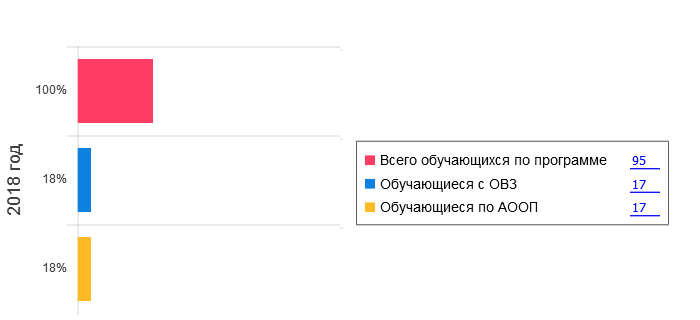 2018 год
100%
18%
18%
Всего обучающихся по программе 95
Обучающиеся с ОВЗ 17
Обучающиеся по АООП 17